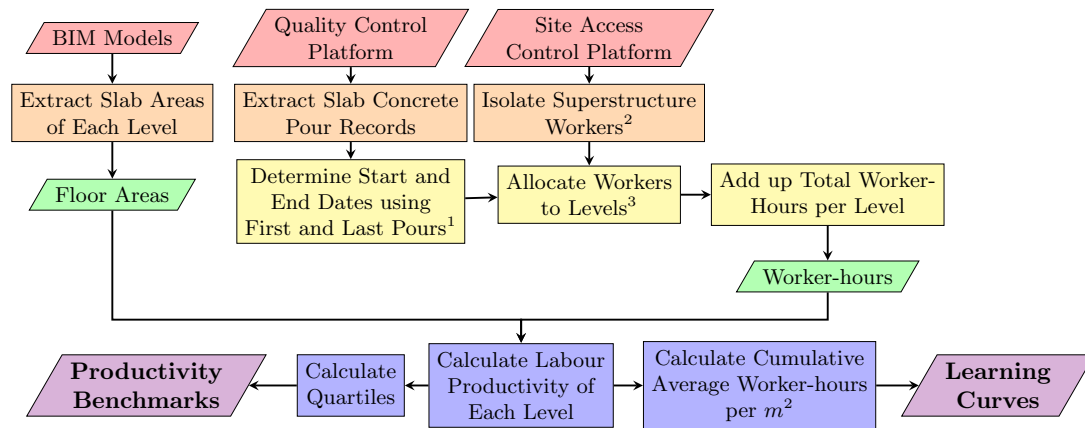 BIM Models
Quality Control
Platform
Site Access
Control Platform
Extract Slab Areas
of Each Level
Extract Slab Concrete
Pour Records
Isolate Superstructure
Workers²
Floor Areas
Determine Start and
End Dates using
First and Last Pours¹
Allocate Workers
to Levels³
Add up Total Worker-
Hours per Level
Worker-hours
Productivity
Benchmarks
Calculate
Quartiles
Calculate Labour
Productivity of
Each Level
Calculate Cumulative
Average Worker-hours
per m²
Learning
Curves